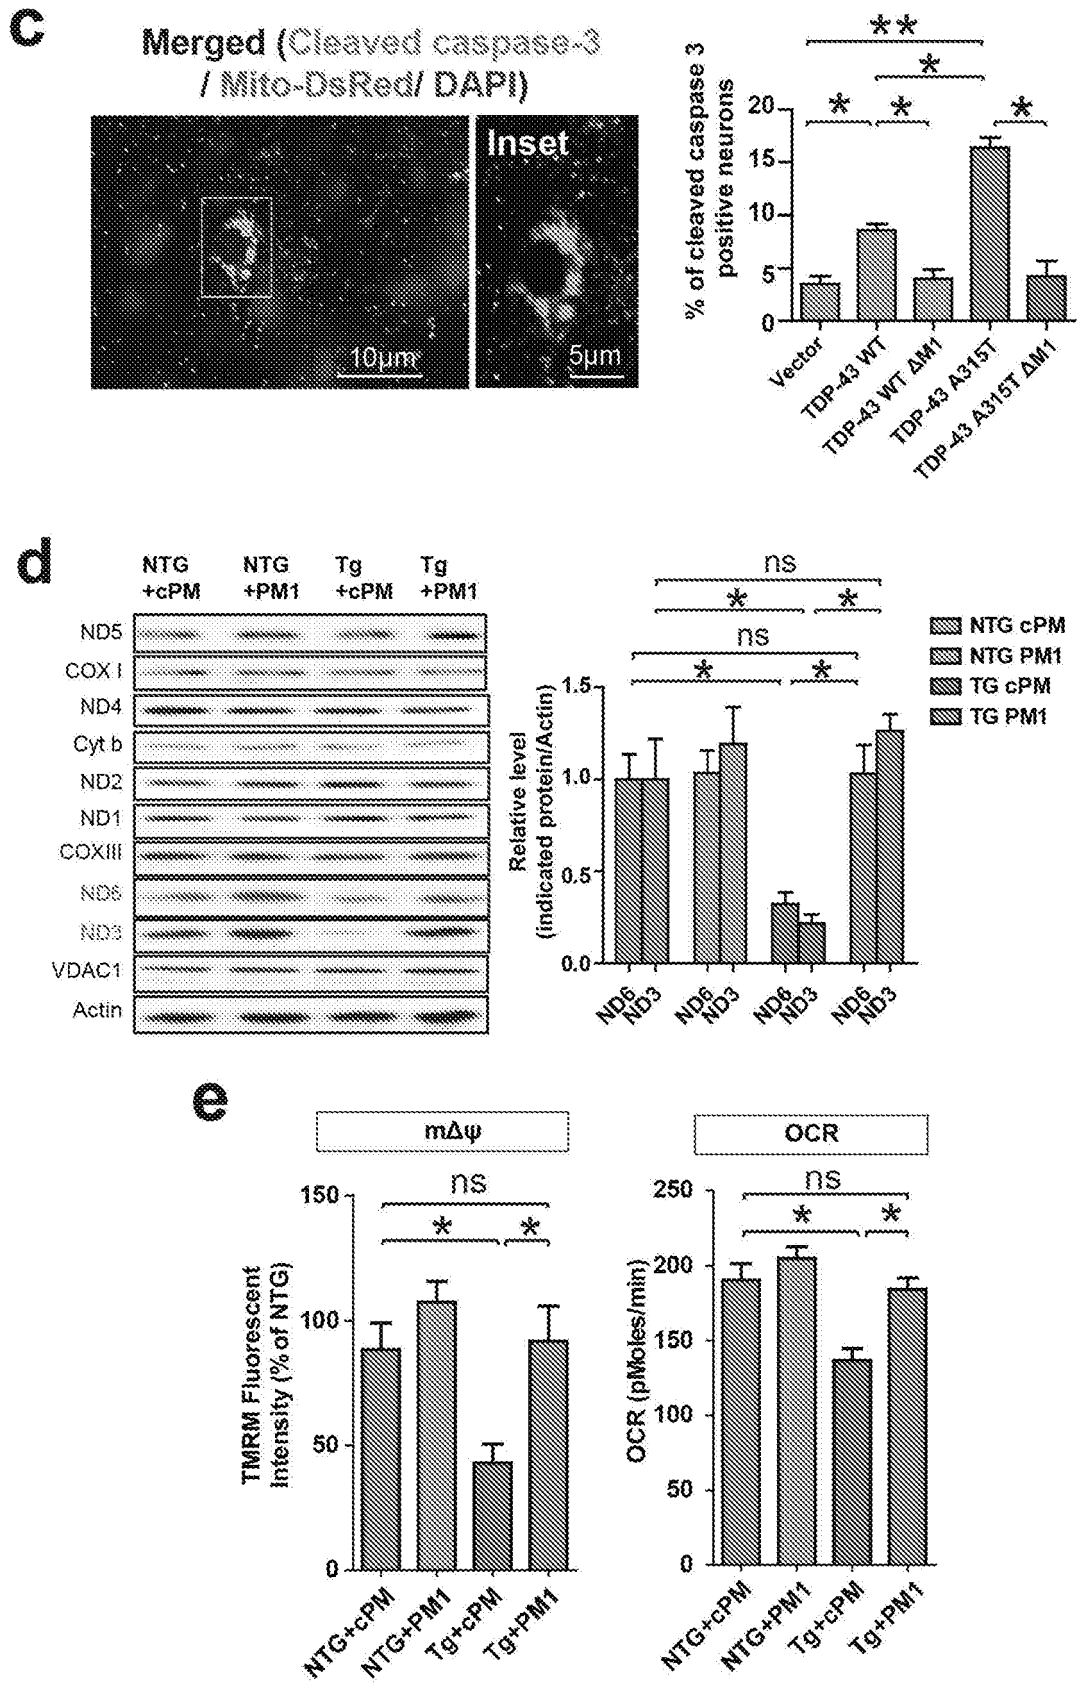 c
Merged (Cleaved caspase-3
/ Mito-DsRed/ DAPI)
Inset
10μm
5μm
% of cleaved caspase 3
positive neurons
20
15
10
5
0
**
*
*
*
*
Vector
TDP-43 WT
TDP-43 WT ΔM1
TDP-43 A315T
TDP-43 A315T ΔM1
d
NTG
+cPM
NTG
+PM1
Tg
+cPM
Tg
+PM1
ND5
COX I
ND4
Cyt b
ND2
ND1
COXIII
ND6
ND3
VDAC1
Actin
Relative level
(indicated protein/Actin)
1.5
1.0
0.5
0.0
ns
*
*
ns
*
*
ND6
ND3
ND6
ND3
ND6
ND3
ND6
ND3
NTG cPM
NTG PM1
TG cPM
TG PM1
e
mΔψ
TMRM Fluorescent
Intensity (% of NTG)
150
100
50
0
ns
*
*
NTG+cPM
NTG+PM1
Tg+cPM
Tg+PM1
OCR
OCR (pMoles/min)
250
200
150
100
50
0
ns
*
*
NTG+cPM
NTG+PM1
Tg+cPM
Tg+PM1